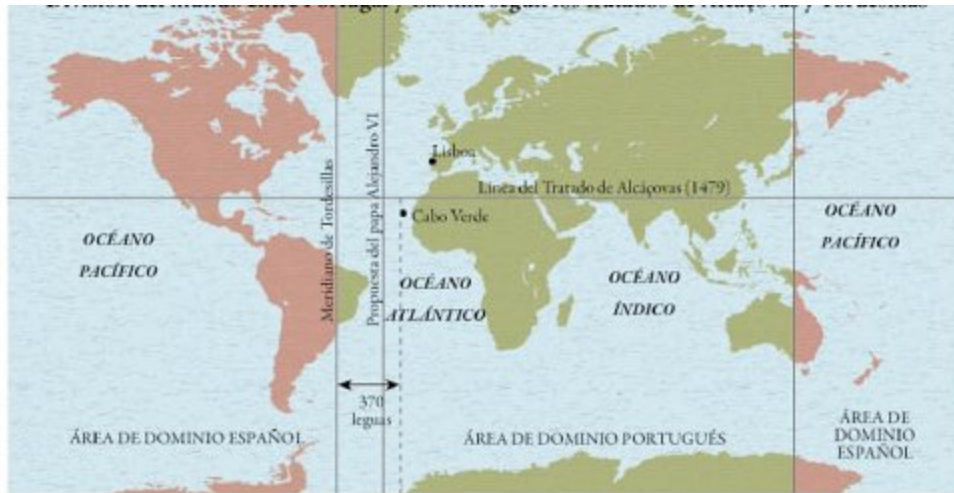 Lisboa
Línea del Tratado de Alcáçovas (1479)
Cabo Verde
Meridiano de Tordesillas
Propuesta del papa Alejandro VI
OCÉANO
PACÍFICO
OCÉANO
ATLÁNTICO
OCÉANO
ÍNDICO
OCÉANO
PACÍFICO
370
leguas
ÁREA DE DOMINIO ESPAÑOL
ÁREA DE DOMINIO PORTUGUÉS
ÁREA DE
DOMINIO
ESPAÑOL